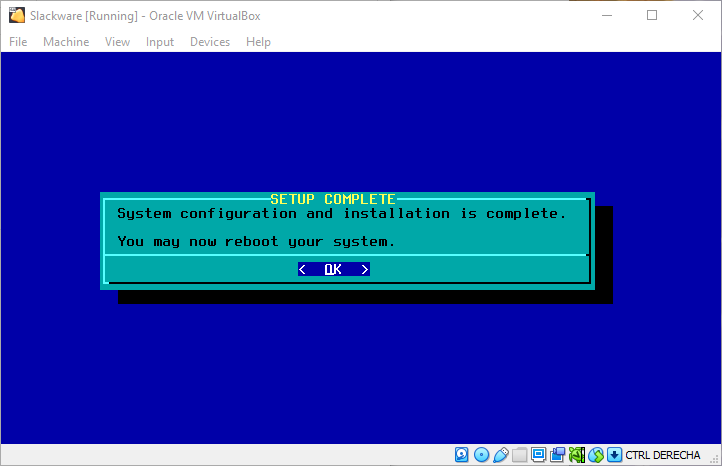 Slackware [Running] - Oracle VM VirtualBox
File Machine View Input Devices Help
SETUP COMPLETE
System configuration and installation is complete.
You may now reboot your system.
< OK >
CTRL DERECHA